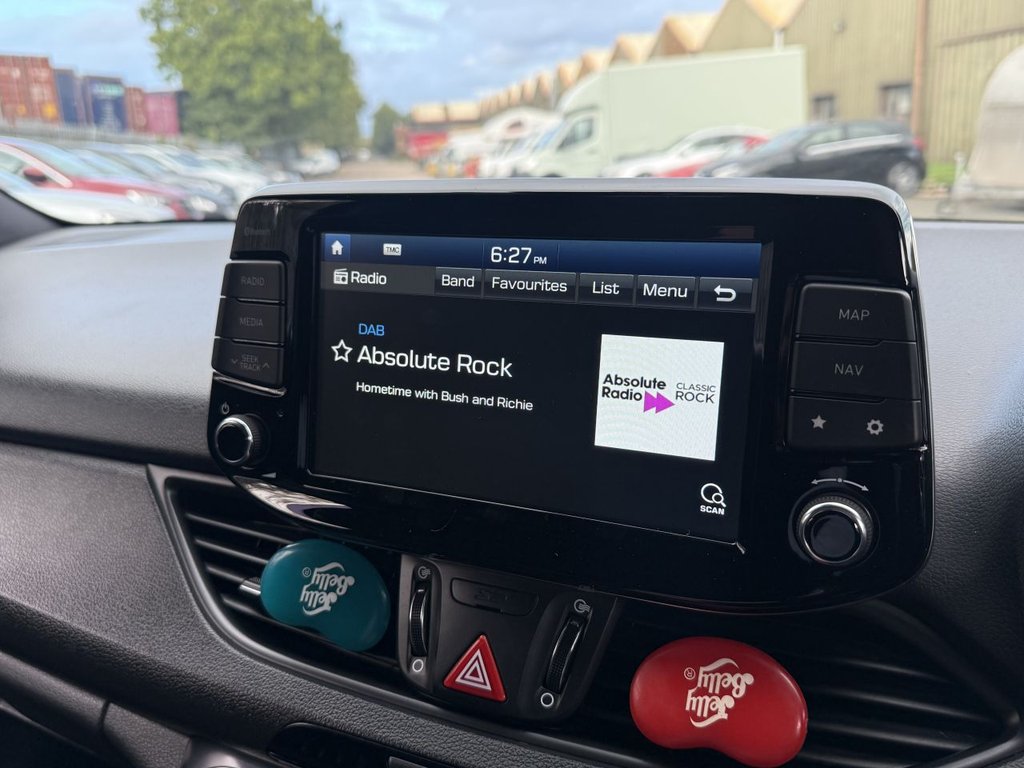 Bluetooth
TMC
6:27 PM
RADIO
MEDIA
SEEK
TRACK
Radio
Band
Favourites
List
Menu
DAB
Absolute Rock
Hometime with Bush and Richie
Absolute
Radio
CLASSIC
ROCK
SCAN
MAP
NAV
Jelly
Belly®
Jelly
Belly®